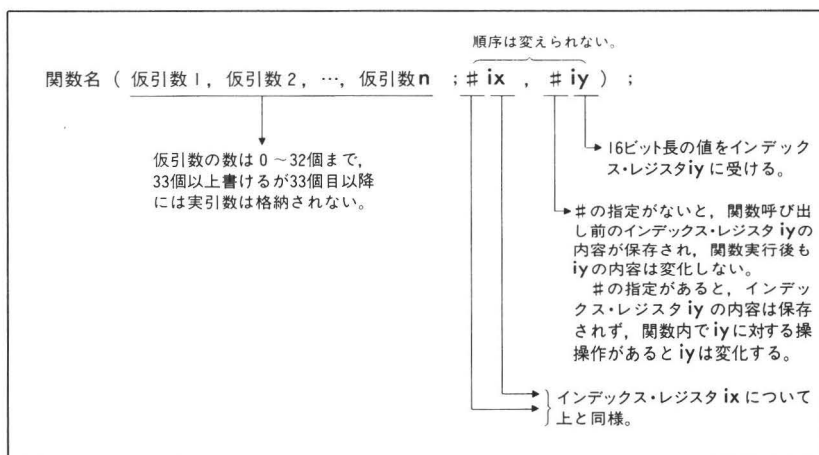 順序は変えられない。
関数名 ( 仮引数1, 仮引数2, …, 仮引数n ; # ix , # iy ) ;
仮引数の数は0~32個まで,
33個以上書けるが33個目以降
には実引数は格納されない。
16ビット長の値をインデック
ス・レジスタiyに受ける。
#の指定がないと, 関数呼び出
し前のインデックス・レジスタiyの
内容が保存され, 関数実行後も
iyの内容は変化しない。
#の指定があると, インデッ
クス・レジスタiyの内容は保存
されず, 関数内でiyに対する操
操作があるとiyは変化する。
インデックス・レジスタixについて
上と同様。